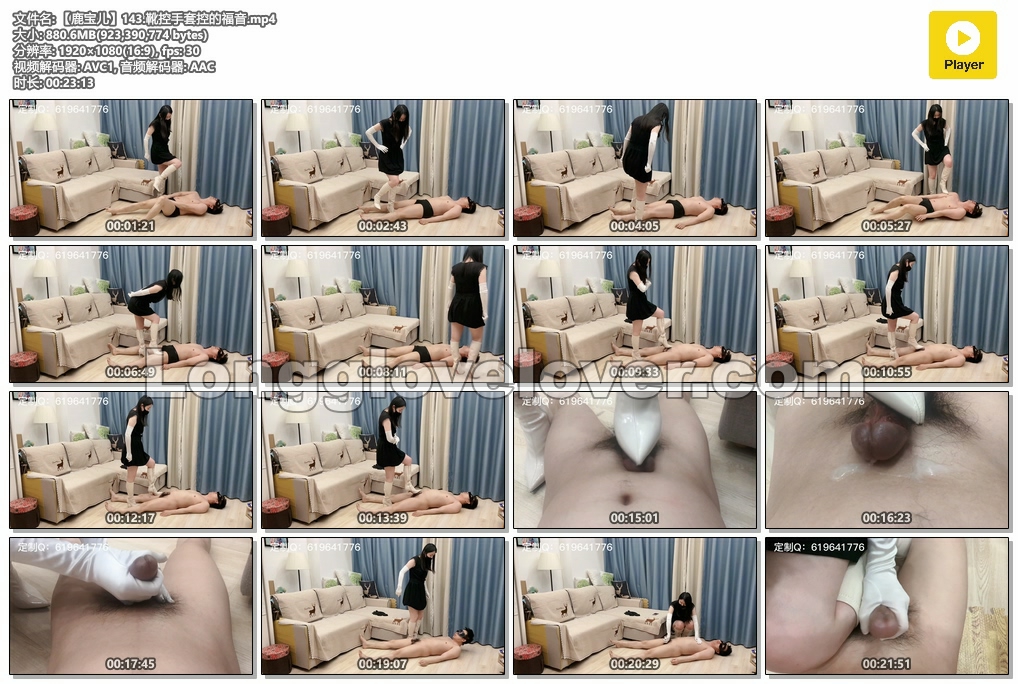 文件名:【鹿宝儿】143.靴控手套控的福音.mp4
大小: 880.6MB(923,390,774 bytes)
分辨率: 1920×1080(16:9), fps: 30
视频解码器: AVC1, 音频解码器: AAC
时长: 00:23:13
Player
定制Q：619641776
定制Q：619641776
定制Q：619641776
定制Q：619641776
00:01:21
00:02:43
00:04:05
00:05:27
定制Q：619641776
定制Q：619641776
定制Q：619641776
定制Q：619641776
00:06:49
00:08:11
00:09:33
00:10:55
Longglovelover.com
定制Q：619641776
定制Q：619641776
定制Q：619641776
定制Q：619641776
00:12:17
00:13:39
00:15:01
00:16:23
定制Q：619641776
定制Q：619641776
定制Q：619641776
定制Q：619641776
00:17:45
00:19:07
00:20:29
00:21:51